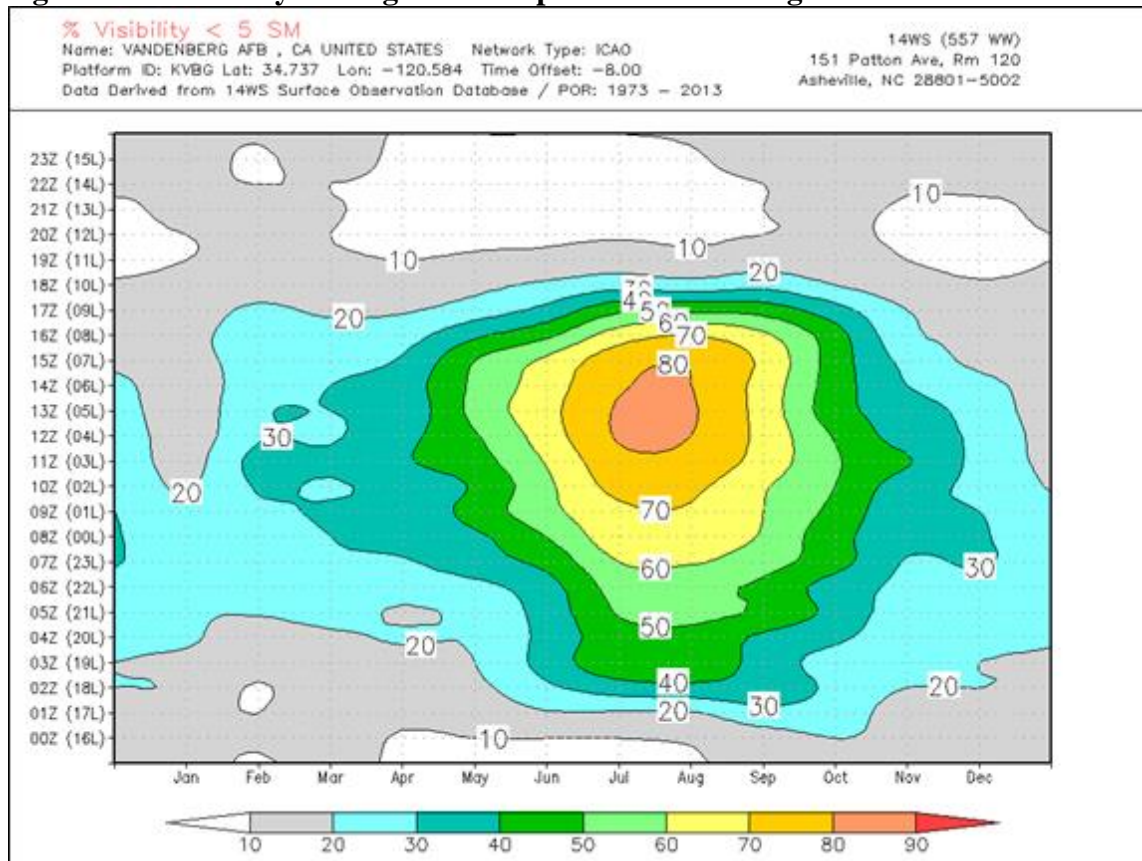 % Visibility < 5 SM
Name: VANDENBERG AFB , CA UNITED STATES Network Type: ICAO
Platform ID: KVBG Lat: 34.737 Lon: -120.584 Time Offset: -8.00
Data Derived from 14WS Surface Observation Database / POR: 1973 - 2013
14WS (557 WW)
151 Patton Ave, Rm 120
Asheville, NC 28801-5002
23Z (15L)
22Z (14L)
10
21Z (13L)
20Z (12L)
10
10
19Z (11L)
20
18Z (10L)
17Z (09L)
20
16Z (08L)
70
15Z (07L)
80
14Z (06L)
13Z (05L)
12Z (04L)
30
11Z (03L)
10Z (02L)
20
09Z (01L)
70
08Z (00L)
07Z (23L)
60
30
06Z (22L)
05Z (21L)
50
04Z (20L)
20
03Z (19L)
40
02Z (18L)
20
01Z (17L)
20
30
00Z (16L)
10
Jan Feb Mar Apr May Jun Jul Aug Sep Oct Nov Dec
10 20 30 40 50 60 70 80 90